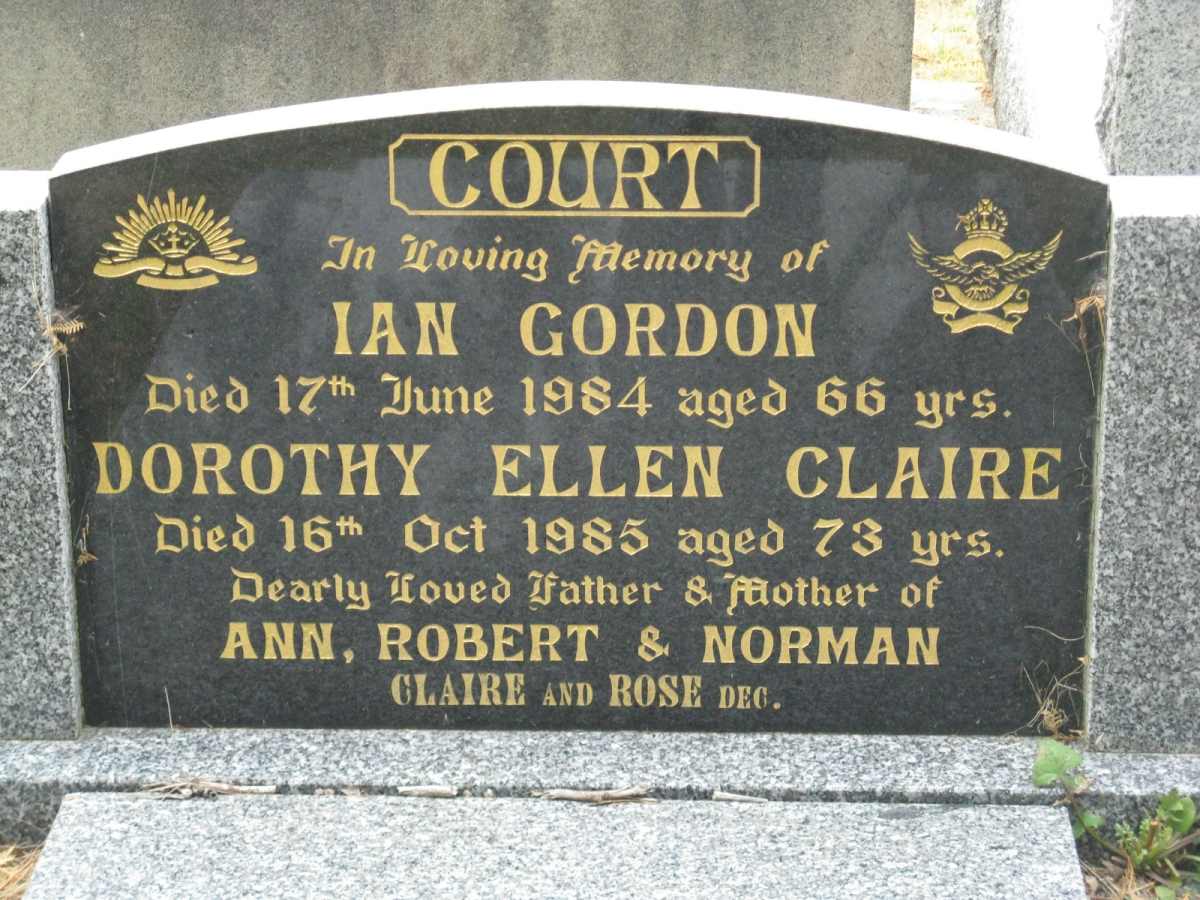 COURT
In Loving Memory of
IAN GORDON
Died 17th June 1984 aged 66 yrs.
DOROTHY ELLEN CLAIRE
Died 16th Oct 1985 aged 73 yrs.
Dearly Loved Father & Mother of
ANN, ROBERT & NORMAN
CLAIRE AND ROSE DEC.